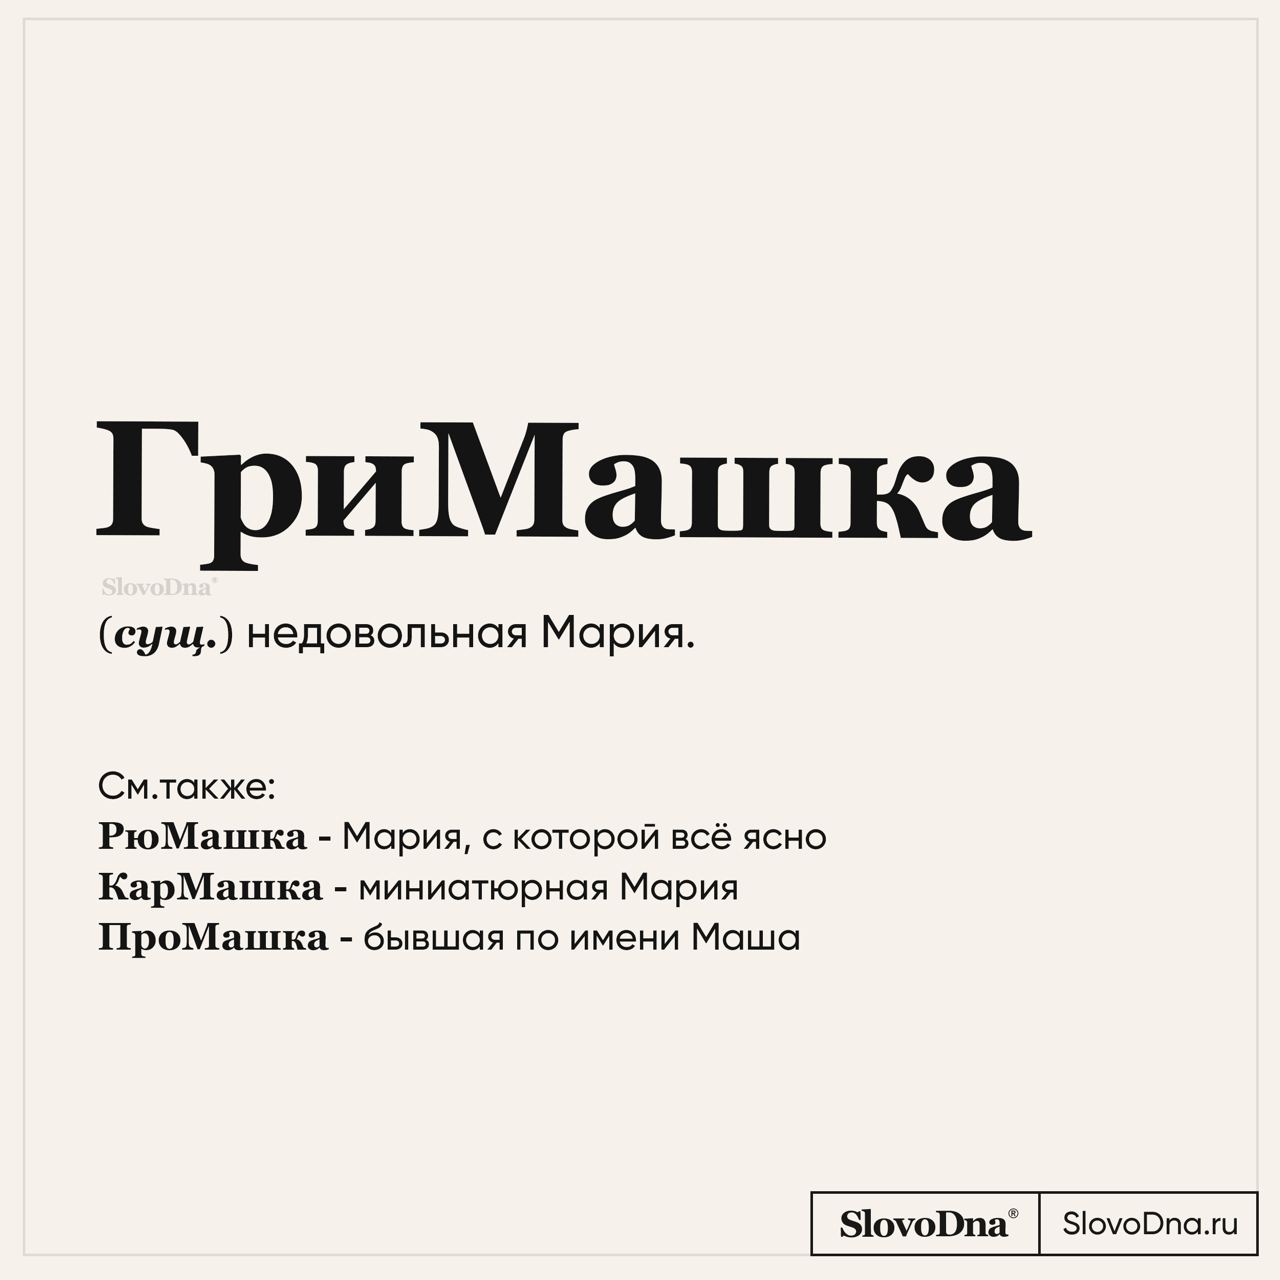 ГриМашка
SlovoDna®
(сущ.) недовольная Мария.
См.также:
РюМашка - Мария, с которой всё ясно
КарМашка - миниатюрная Мария
ПроМашка - бывшая по имени Маша
SlovoDna® SlovoDna.ru